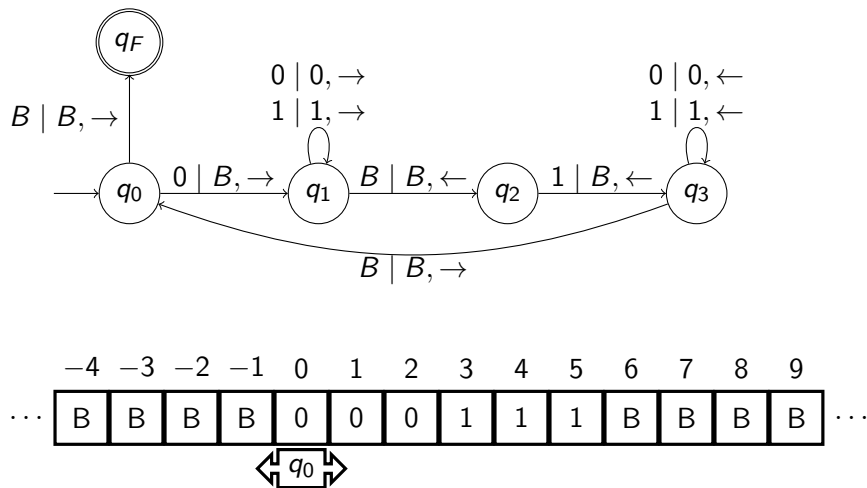 q_F
0 | 0, → 0 | 0, ←
B | B, → 1 | 1, → 1 | 1, ←
q_0 0 | B, → q_1 B | B, ← q_2 1 | B, ← q_3
B | B, →
−4 −3 −2 −1 0 1 2 3 4 5 6 7 8 9
··· B B B B 0 0 0 1 1 1 B B B B ···
q_0